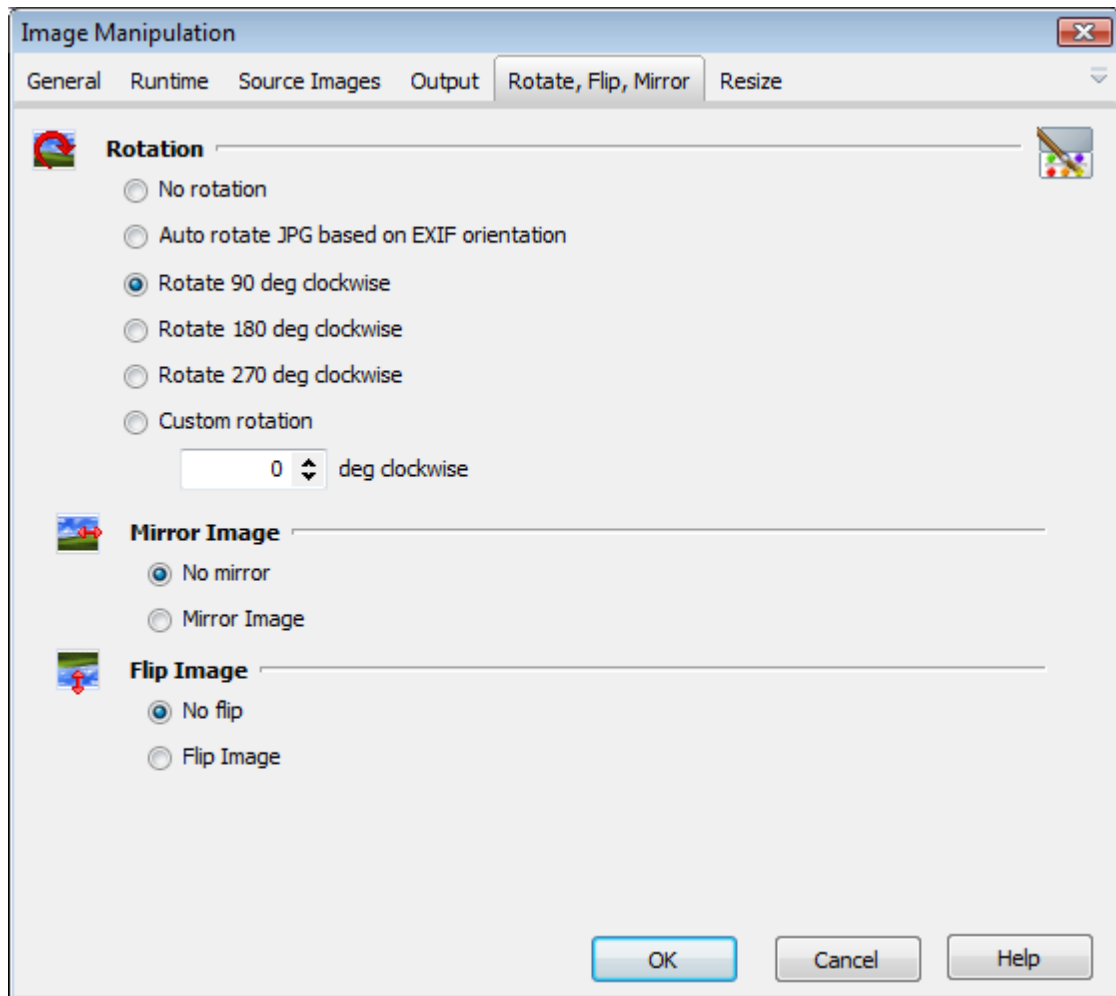 Image Manipulation
General Runtime Source Images Output Rotate, Flip, Mirror Resize
Rotation
No rotation
Auto rotate JPG based on EXIF orientation
Rotate 90 deg clockwise
Rotate 180 deg clockwise
Rotate 270 deg clockwise
Custom rotation
0 deg clockwise
Mirror Image
No mirror
Mirror Image
Flip Image
No flip
Flip Image
OK Cancel Help